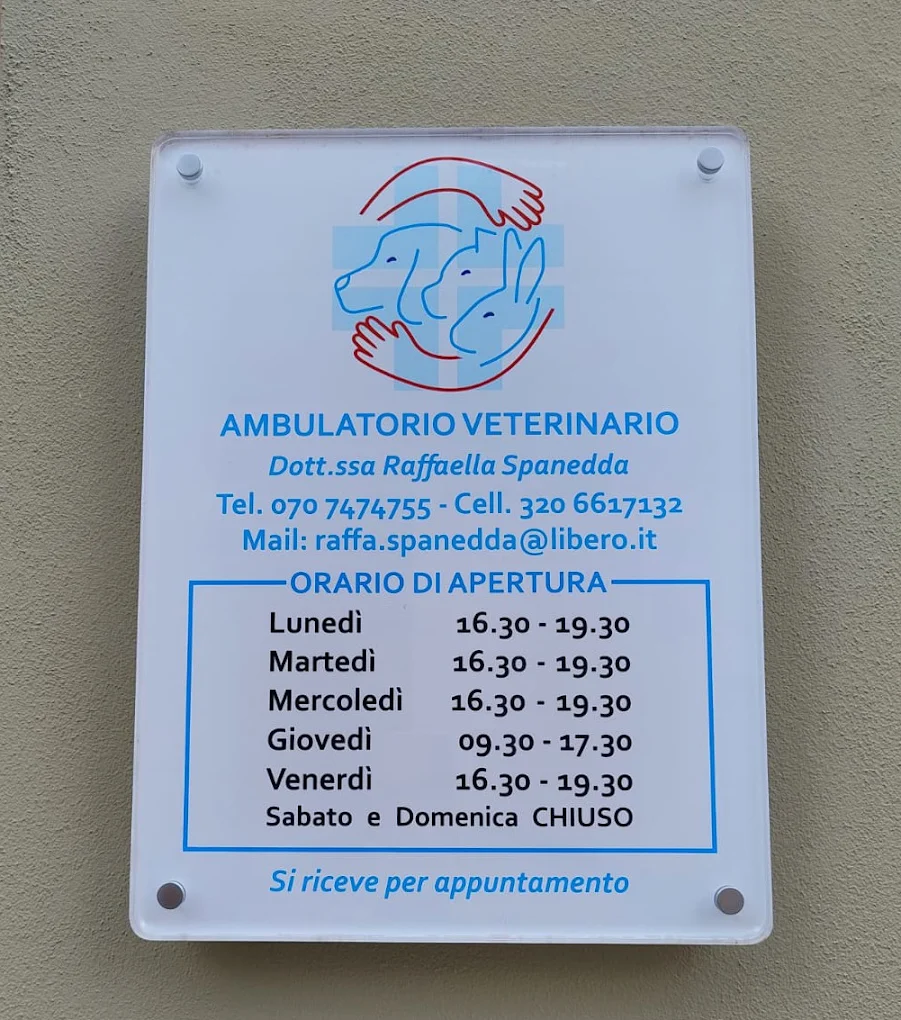 AMBULATORIO VETERINARIO
Dott.ssa Raffaella Spanedda
Tel. 070 7474755 - Cell. 320 6617132
Mail: raffa.spanedda@libero.it
ORARIO DI APERTURA
Lunedì 16.30 - 19.30
Martedì 16.30 - 19.30
Mercoledì 16.30 - 19.30
Giovedì 09.30 - 17.30
Venerdì 16.30 - 19.30
Sabato e Domenica CHIUSO
Si riceve per appuntamento